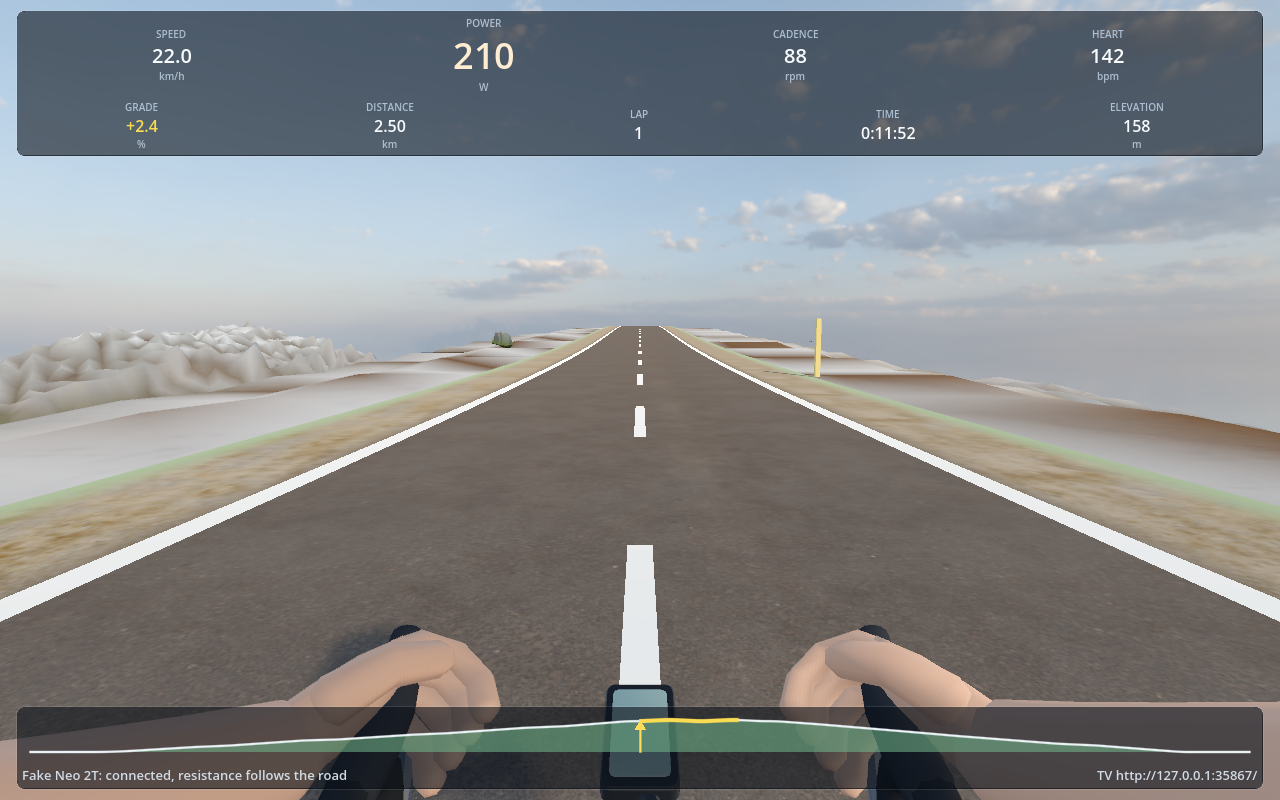 SPEED
22.0
km/h
POWER
210
W
CADENCE
88
rpm
HEART
142
bpm
GRADE
+2.4
%
DISTANCE
2.50
km
LAP
1
TIME
0:11:52
ELEVATION
158
m
Fake Neo 2T: connected, resistance follows the road
TV http://127.0.0.1:35867/